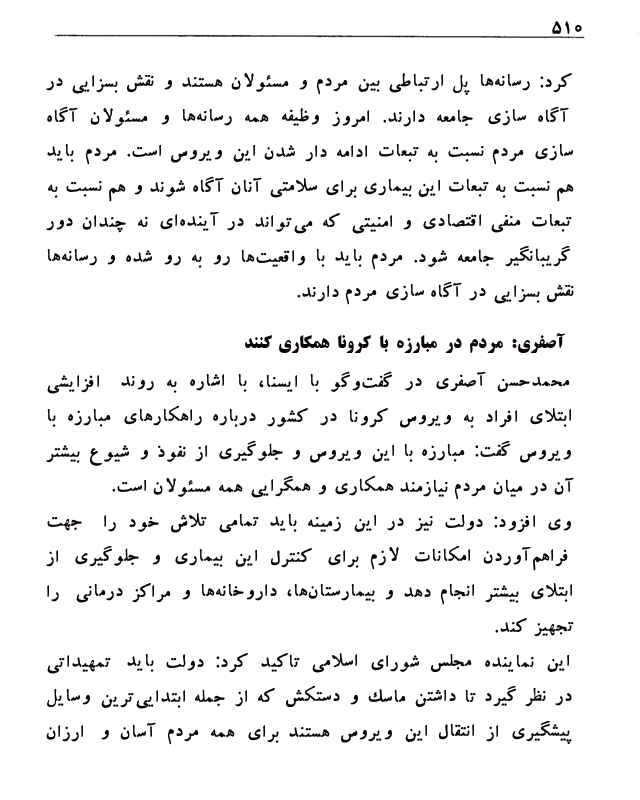 ۵۱۰
کرد: رسانه‌ها پل ارتباطی بین مردم و مسئولان هستند و نقش بسزایی در
آگاه سازی جامعه دارند. امروز وظیفه همه رسانه‌ها و مسئولان آگاه
سازی مردم نسبت به تبعات ادامه دار شدن این ویروس است. مردم باید
هم نسبت به تبعات این بیماری برای سلامتی آنان آگاه شوند و هم نسبت به
تبعات منفی اقتصادی و امنیتی که می‌تواند در آینده‌ای نه چندان دور
گریبانگیر جامعه شود. مردم باید با واقعیت‌ها رو به رو شده و رسانه‌ها
نقش بسزایی در آگاه سازی مردم دارند.
آصفری: مردم در مبارزه با کرونا همکاری کنند
محمدحسن آصفری در گفت‌وگو با ایسنا، با اشاره به روند افزایشی
ابتلای افراد به ویروس کرونا در کشور درباره راهکارهای مبارزه با
ویروس گفت: مبارزه با این ویروس و جلوگیری از نفوذ و شیوع بیشتر
آن در میان مردم نیازمند همکاری و همگرایی همه مسئولان است.
وی افزود: دولت نیز در این زمینه باید تمامی تلاش خود را جهت
فراهم‌آوردن امکانات لازم برای کنترل این بیماری و جلوگیری از
ابتلای بیشتر انجام دهد و بیمارستان‌ها، داروخانه‌ها و مراکز درمانی را
تجهیز کند.
این نماینده مجلس شورای اسلامی تاکید کرد: دولت باید تمهیداتی
در نظر گیرد تا داشتن ماسك و دستکش که از جمله ابتدایی‌ترین وسایل
پیشگیری از انتقال این ویروس هستند برای همه مردم آسان و ارزان